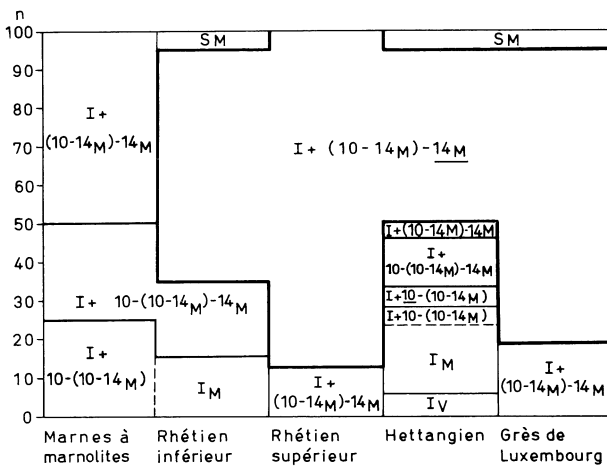 n
100
90
80
70
60
50
40
30
20
10
0
SM
SM
I+
(10-14M)-14M
I+ (10-14M)-14M
I+(10-14M)-14M
I+
10-(10-14M)-14M
I+10-(10-14M)
I+10-(10-14M)
I+ 10-(10-14M)-14M
I+
10-(10-14M)
IM
I+
(10-14M)-14M
IM
IV
I+
(10-14M)-14M
Marnes à
marnolites
Rhétien
inférieur
Rhétien
supérieur
Hettangien
Grès de
Luxembourg